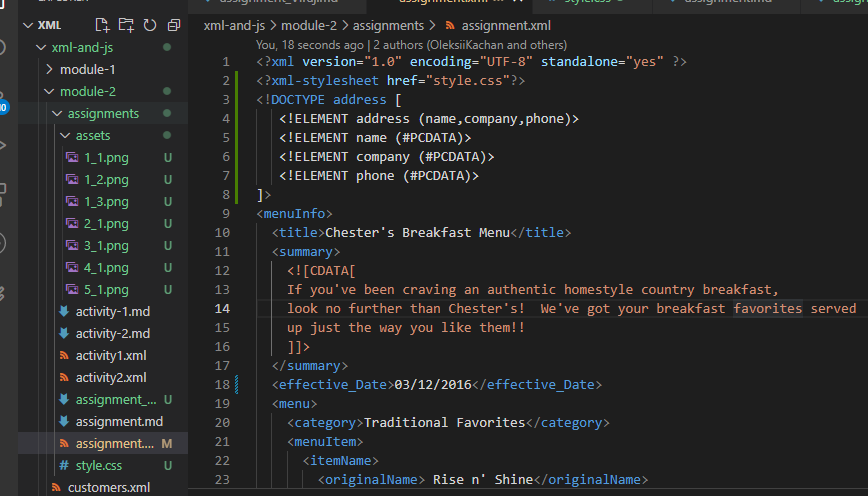 XML
xml-and-js
module-1
module-2
assignments
assets
1_1.png U
1_2.png U
1_3.png U
2_1.png U
3_1.png U
4_1.png U
5_1.png U
activity-1.md
activity-2.md
activity1.xml
activity2.xml
assignment_... U
assignment.md
assignment.... M
# style.css U
customers.xml
xml-and-js > module-2 > assignments > assignment.xml
You, 18 seconds ago | 2 authors (OleksiiKachan and others)
1 <?xml version="1.0" encoding="UTF-8" standalone="yes" ?>
2 <?xml-stylesheet href="style.css"?>
3 <!DOCTYPE address [
4 <!ELEMENT address (name,company,phone)>
5 <!ELEMENT name (#PCDATA)>
6 <!ELEMENT company (#PCDATA)>
7 <!ELEMENT phone (#PCDATA)>
8 ]>
9 <menuInfo>
10 <title>Chester's Breakfast Menu</title>
11 <summary>
12 <![CDATA[
13 If you've been craving an authentic homestyle country breakfast,
14 look no further than Chester's! We've got your breakfast favorites served
15 up just the way you like them!!
16 ]]>
17 </summary>
18 <effective_Date>03/12/2016</effective_Date>
19 <menu>
20 <category>Traditional Favorites</category>
21 <menuItem>
22 <itemName>
23 <originalName> Rise n' Shine</originalName>